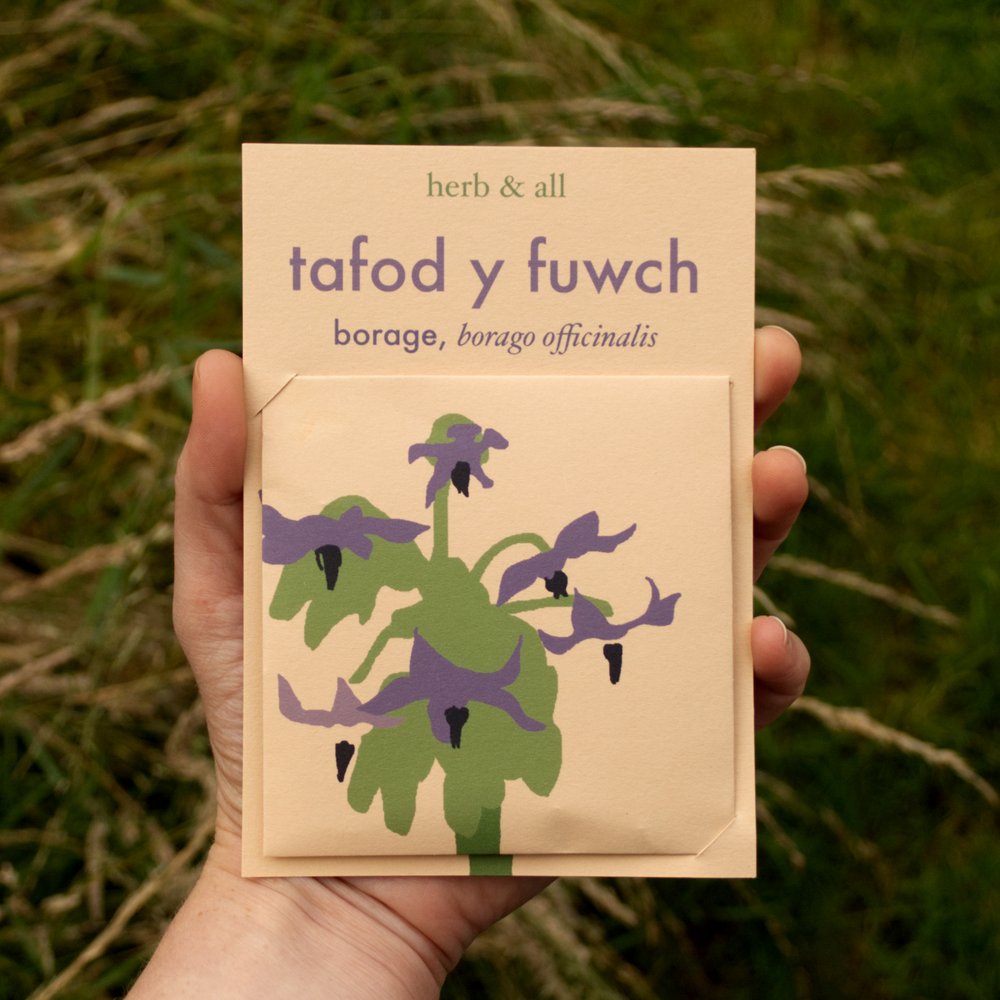 herb & all
tafod y fuwch
borage, borago officinalis